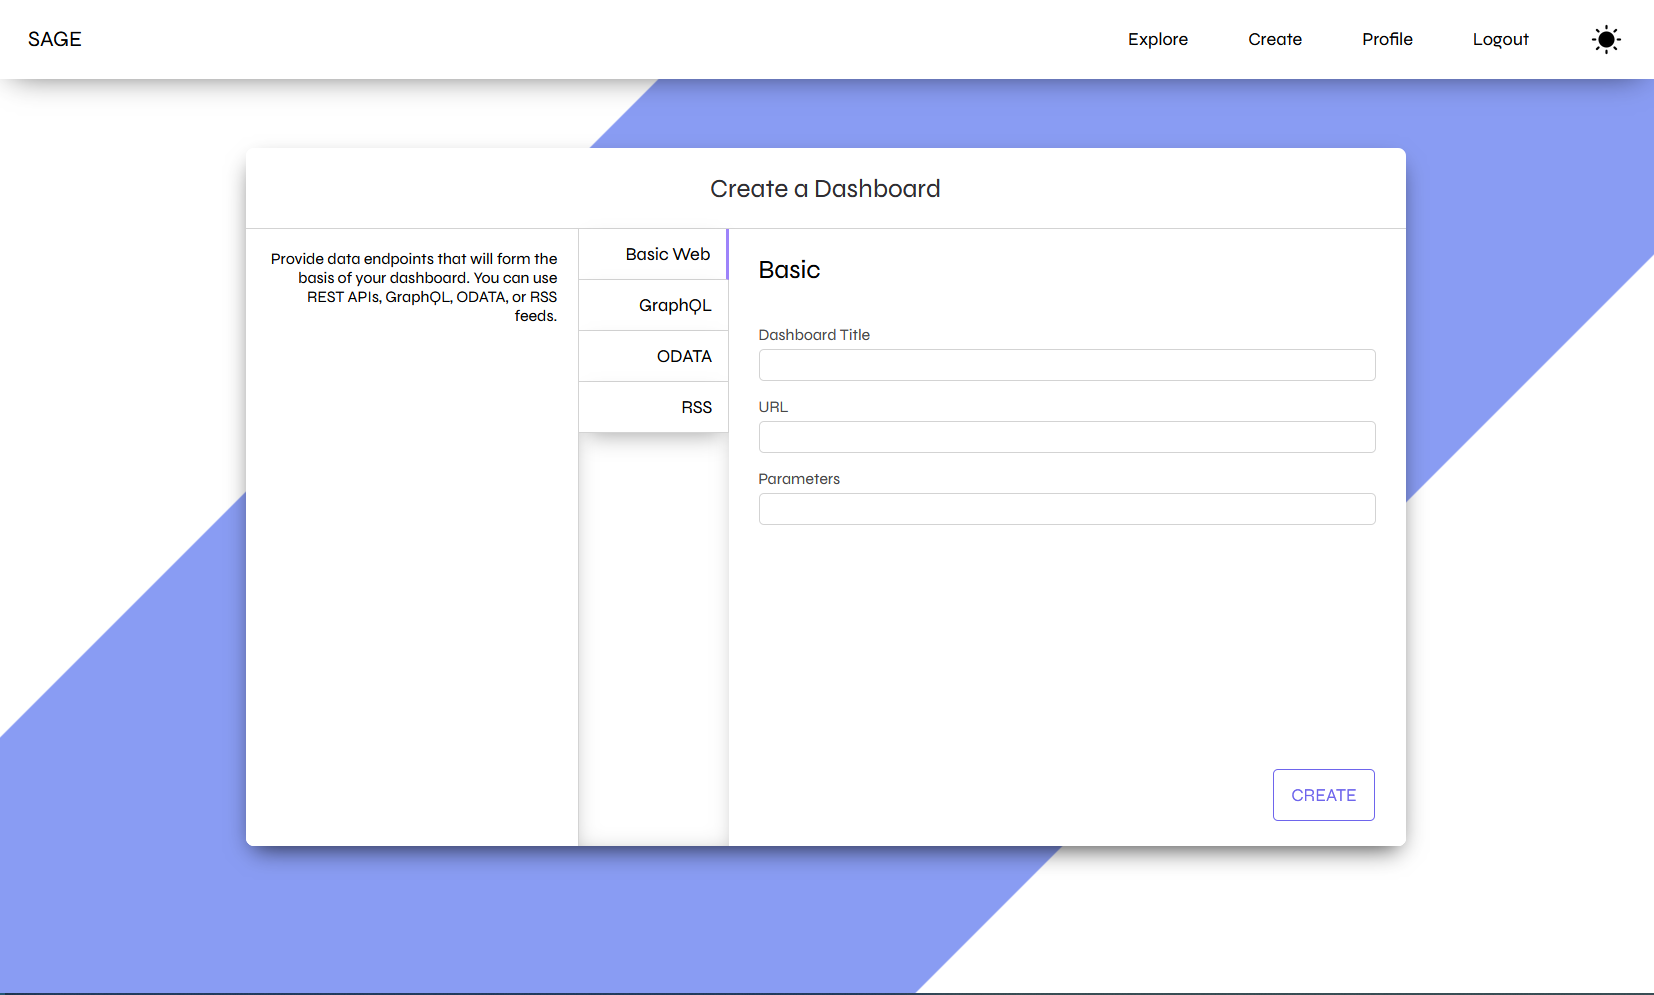 SAGE
Explore
Create
Profile
Logout
Create a Dashboard
Provide data endpoints that will form the
basis of your dashboard. You can use
REST APIs, GraphQL, ODATA, or RSS
feeds.
Basic Web
GraphQL
ODATA
RSS
Basic
Dashboard Title
URL
Parameters
CREATE